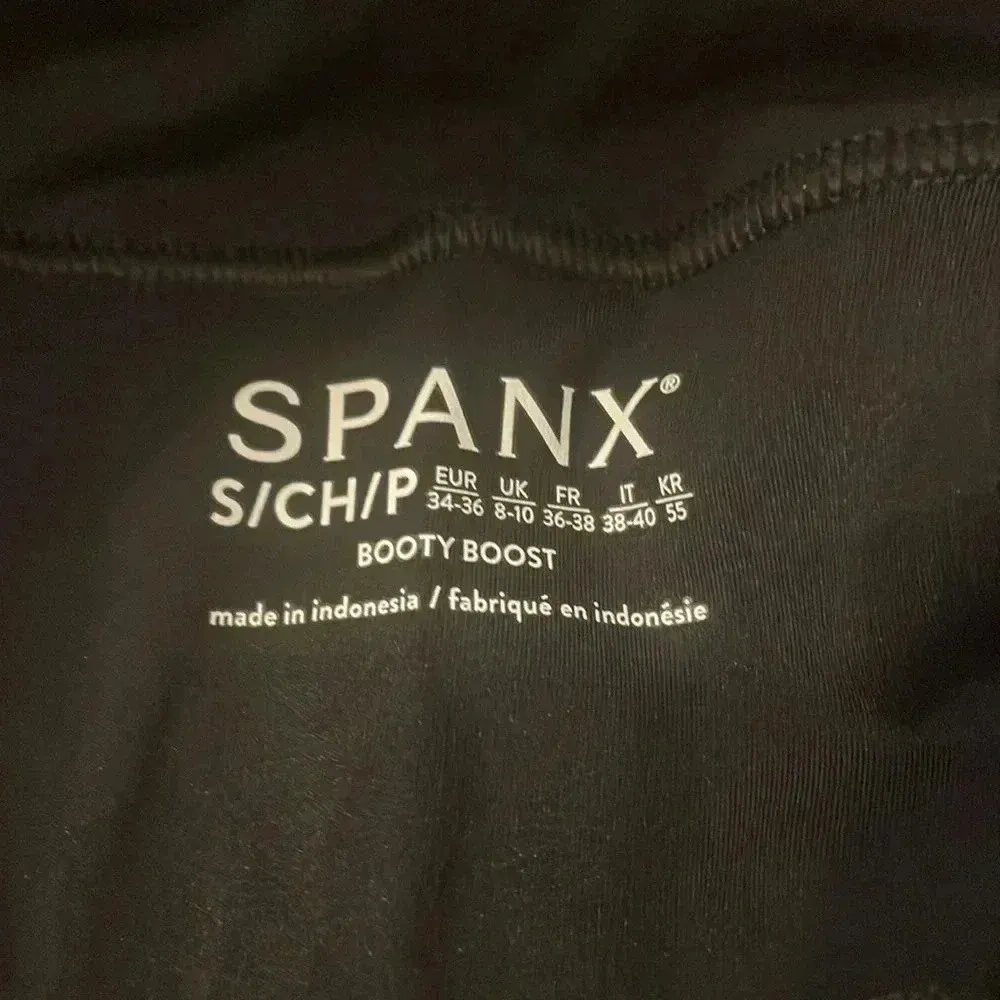 SPANX®
S/CH/P EUR 34-36 UK 8-10 FR 36-38 IT 38-40 KR 55
BOOTY BOOST
made in indonesia / fabriqué en indonésie